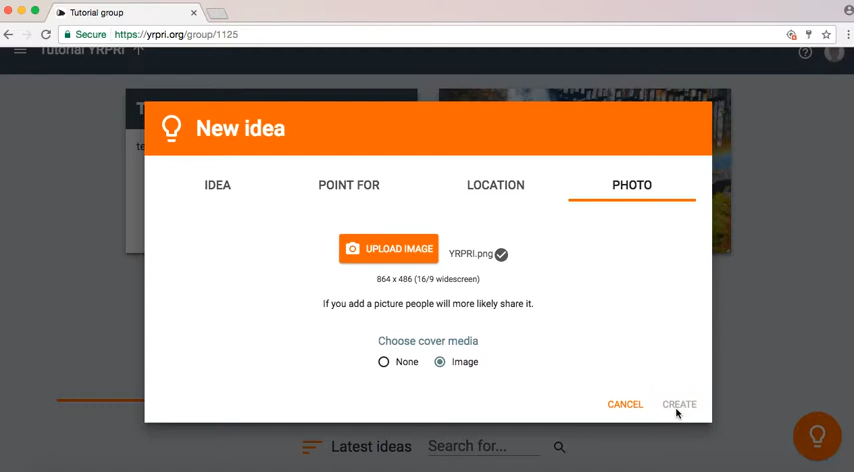 Tutorial group
Secure https://yrpri.org/group/1125
Tutorial YRPRI
New idea
IDEA POINT FOR LOCATION PHOTO
UPLOAD IMAGE YRPRI.png
864 x 486 (16/9 widescreen)
If you add a picture people will more likely share it.
Choose cover media
None Image
CANCEL CREATE
Latest ideas Search for...